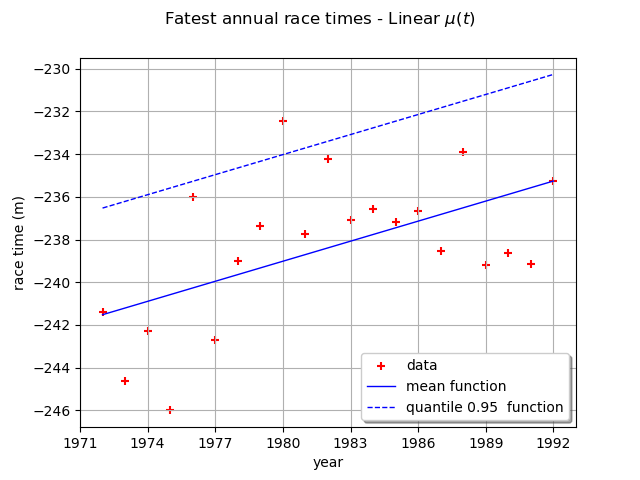 Fatest annual race times - Linear μ(t)
race time (m)
−230
−232
−234
−236
−238
−240
−242
−244
−246
data
mean function
quantile 0.95  function
1971 1974 1977 1980 1983 1986 1989 1992
year